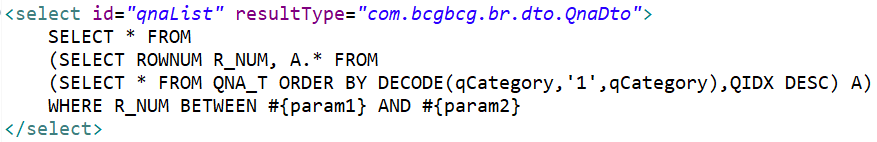 <select id="qnaList" resultType="com.bcgbcg.br.dto.QnaDto">
SELECT * FROM
(SELECT ROWNUM R_NUM, A.* FROM
(SELECT * FROM QNA_T ORDER BY DECODE(qCategory,'1',qCategory),QIDX DESC) A)
WHERE R_NUM BETWEEN #{param1} AND #{param2}
</select>